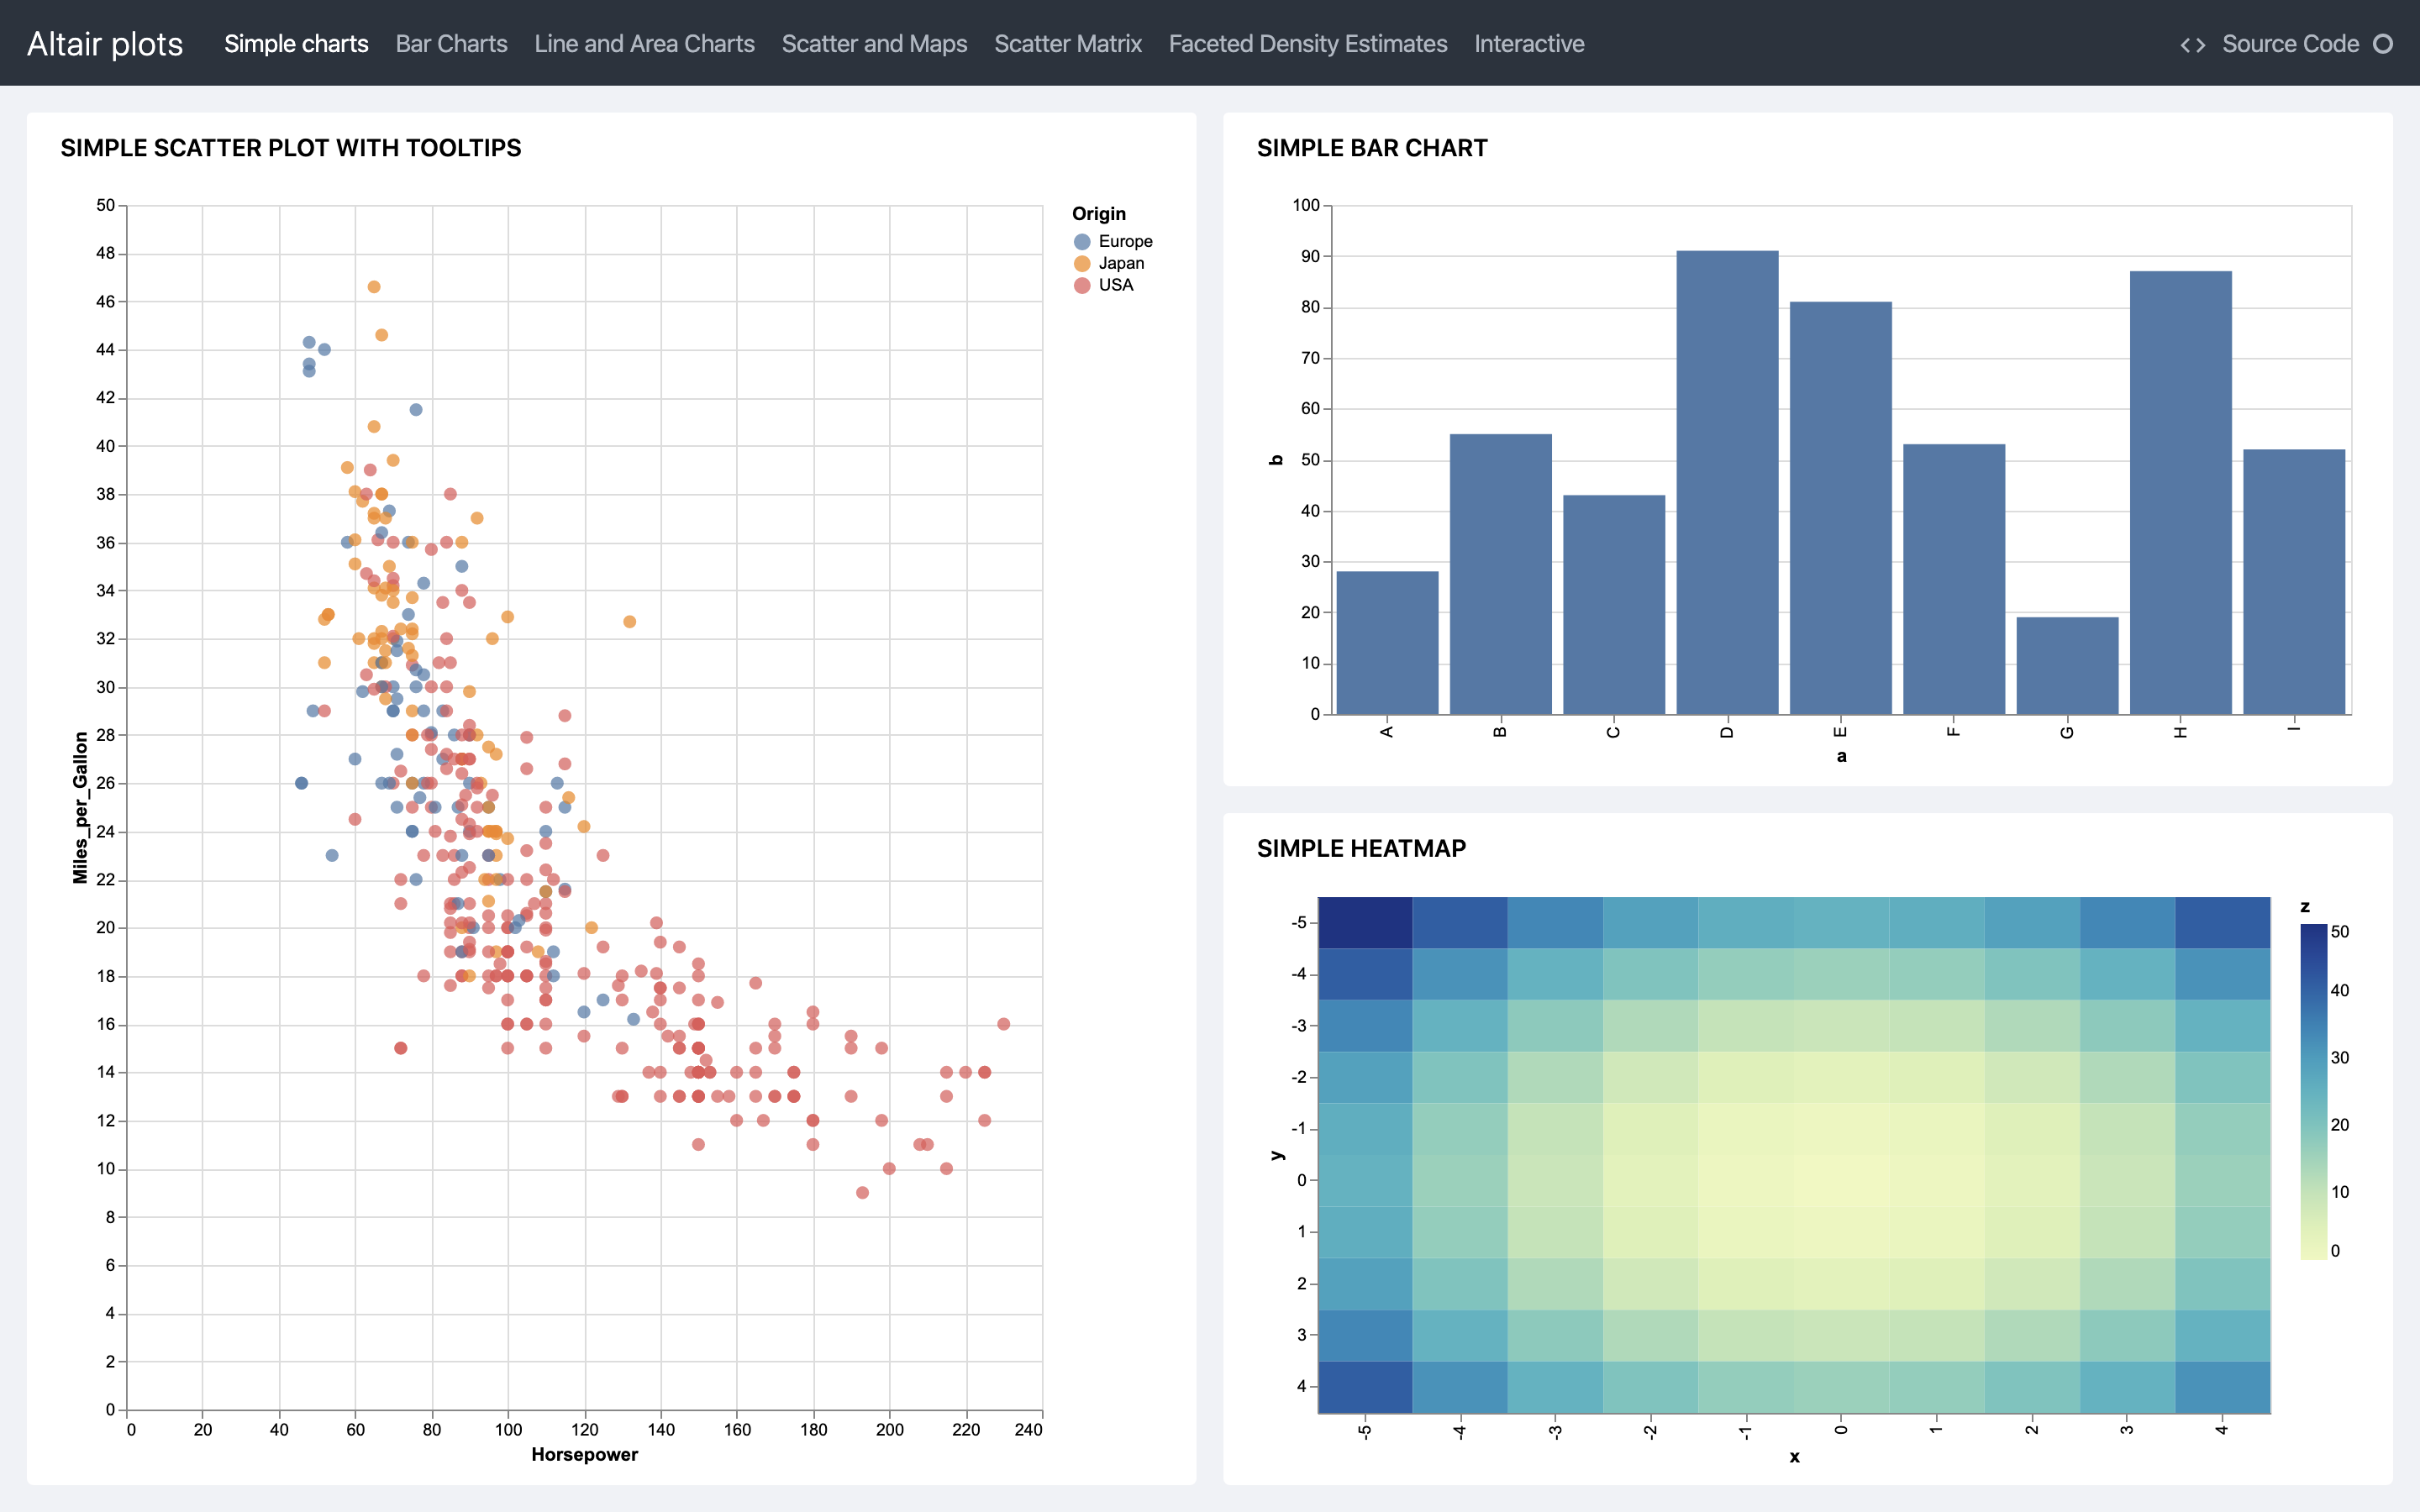 Altair plots Simple charts Bar Charts Line and Area Charts Scatter and Maps Scatter Matrix Faceted Density Estimates Interactive <> Source Code
SIMPLE SCATTER PLOT WITH TOOLTIPS
50
48
46
44
42
40
38
36
34
32
30
28
26
24
22
20
18
16
14
12
10
8
6
4
2
0
Miles_per_Gallon
0 20 40 60 80 100 120 140 160 180 200 220 240
Horsepower
Origin
Europe
Japan
USA
SIMPLE BAR CHART
100
90
80
70
60
50
40
30
20
10
0
b
A B C D E F G H I
a
SIMPLE HEATMAP
-5
-4
-3
-2
-1
0
1
2
3
4
y
-5 -4 -3 -2 -1 0 1 2 3 4
x
z
50
40
30
20
10
0